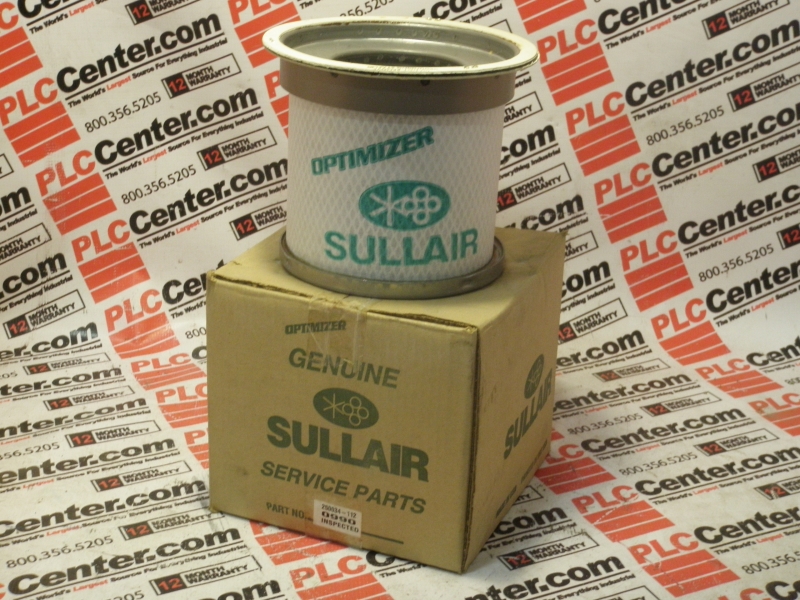 OPTIMIZER
SULLAIR
OPTIMIZER
GENUINE
SULLAIR
SERVICE PARTS
PART NO.
INSPECTED
SULLAIR
PLCCenter.com
The World's Largest Source For Everything Industrial
800.356.5205
12 MONTH WARRANTY